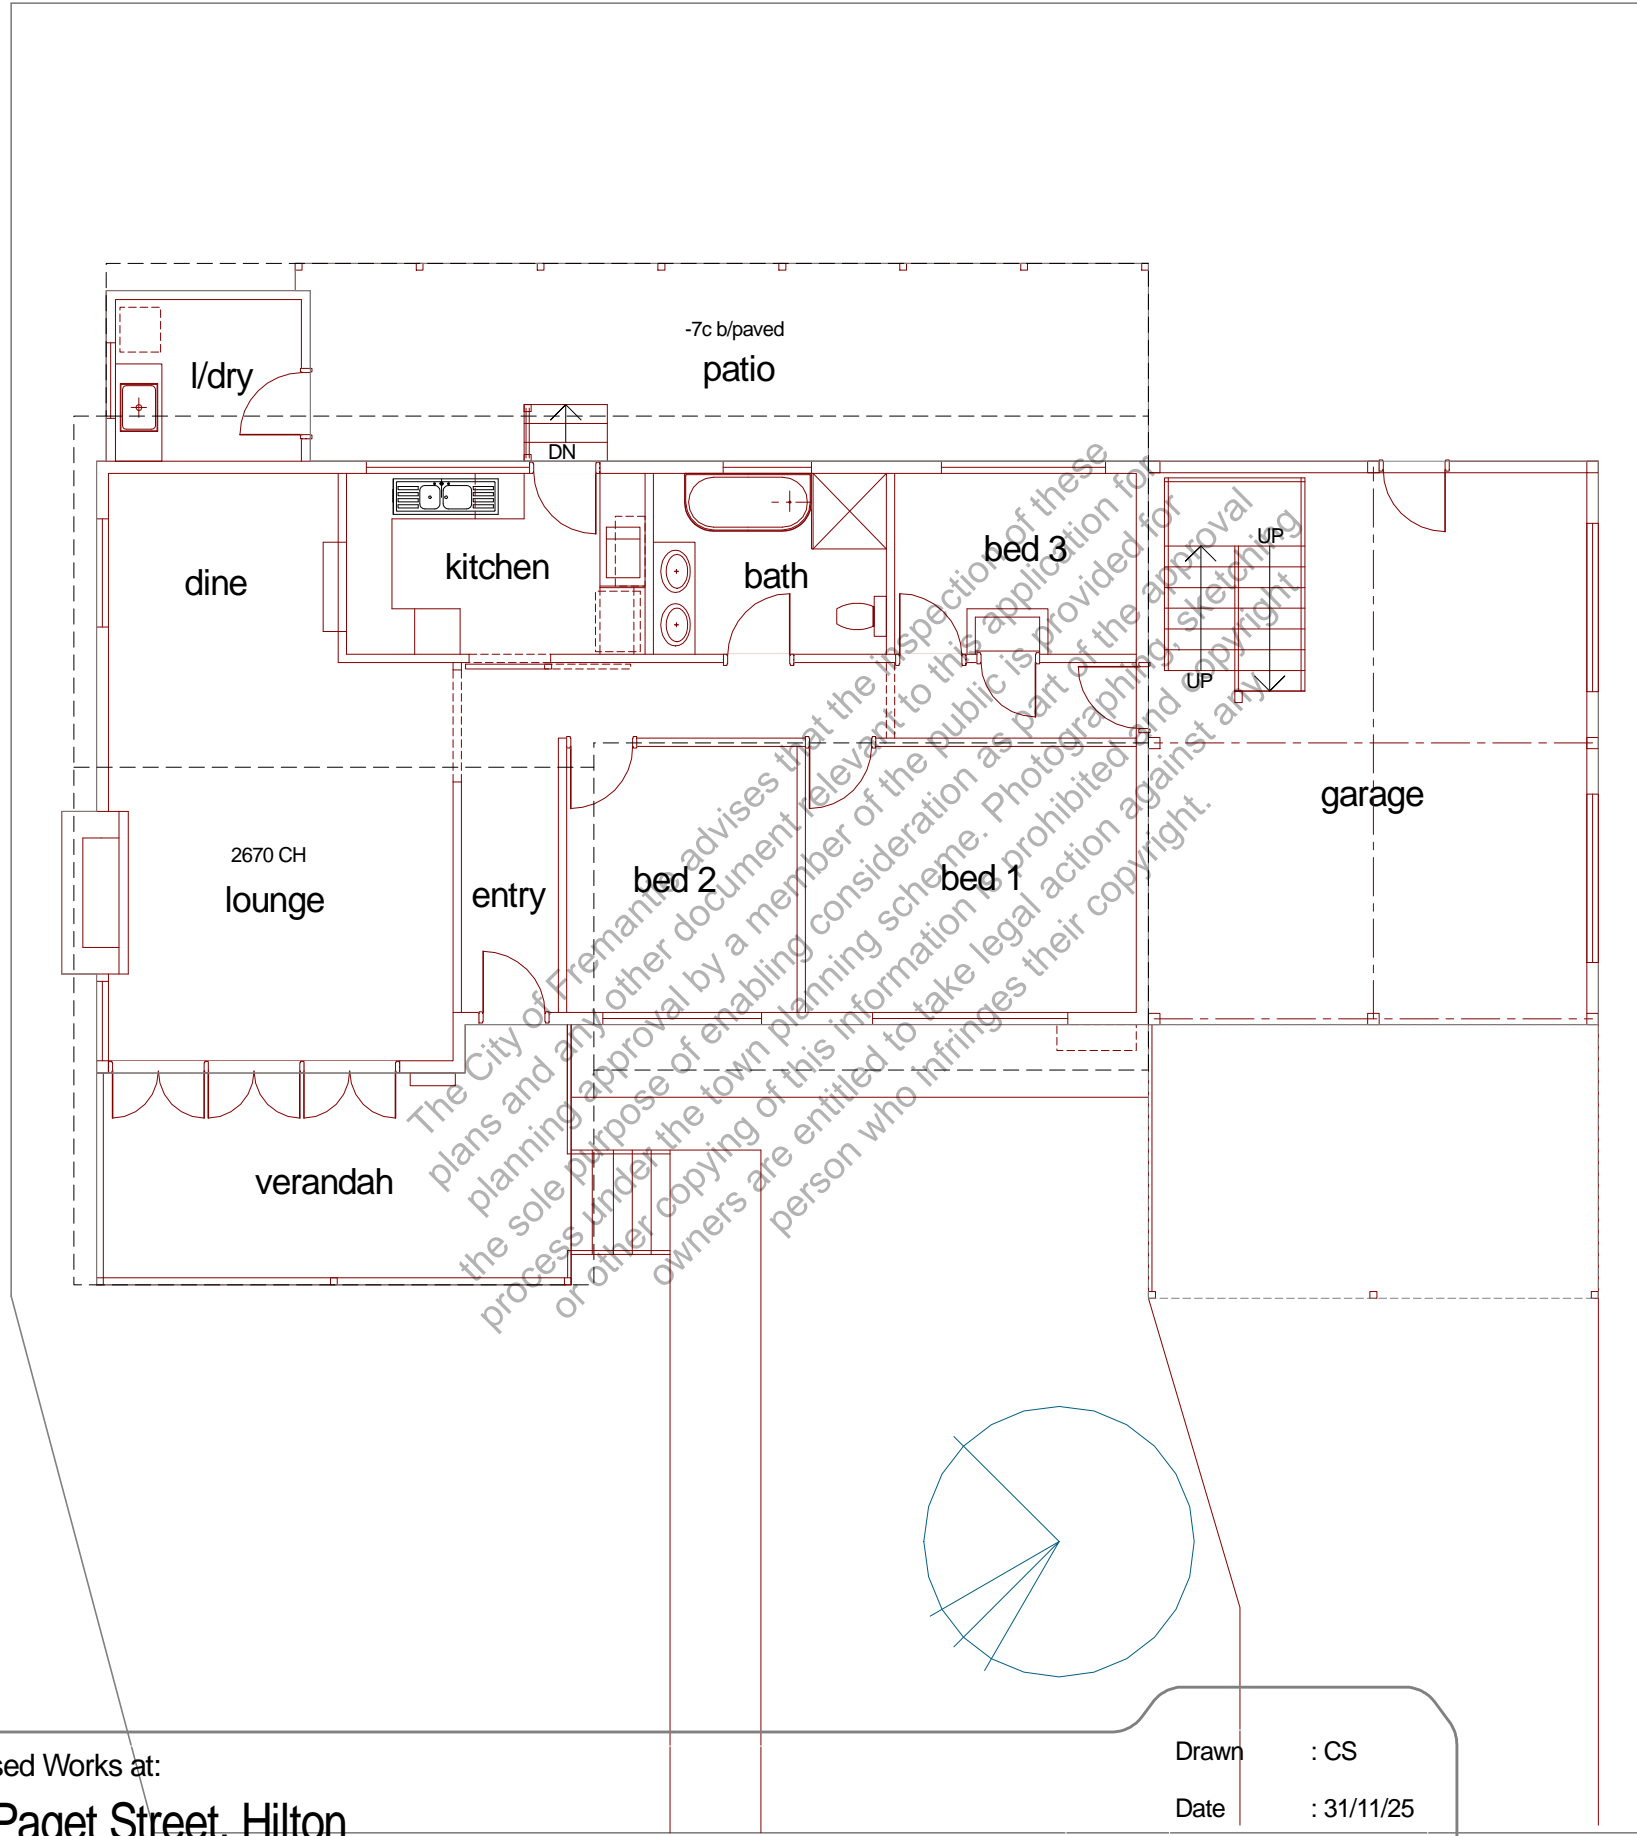 -7c b/paved
patio
l/dry
DN
dine
kitchen
bath
bed 3
UP
UP
garage
2670 CH
lounge
entry
bed 2
bed 1
verandah
The City of Fremantle advises that the inspection of these
plans and any other document relevant to this application for
planning approval by a member of the public is provided for
the sole purpose of enabling consideration as part of the approval
process under the town planning scheme. Photographing, sketching
or other copying of this information is prohibited and copyright
owners are entitled to take legal action against any
person who infringes their copyright.
sed Works at:
Paget Street, Hilton
Drawn : CS
Date : 31/11/25